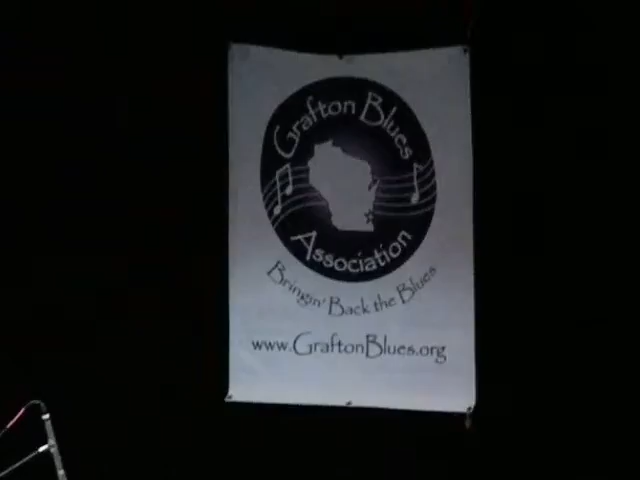 Grafton Blues
Association
Bringin' Back the Blues
www.GraftonBlues.org